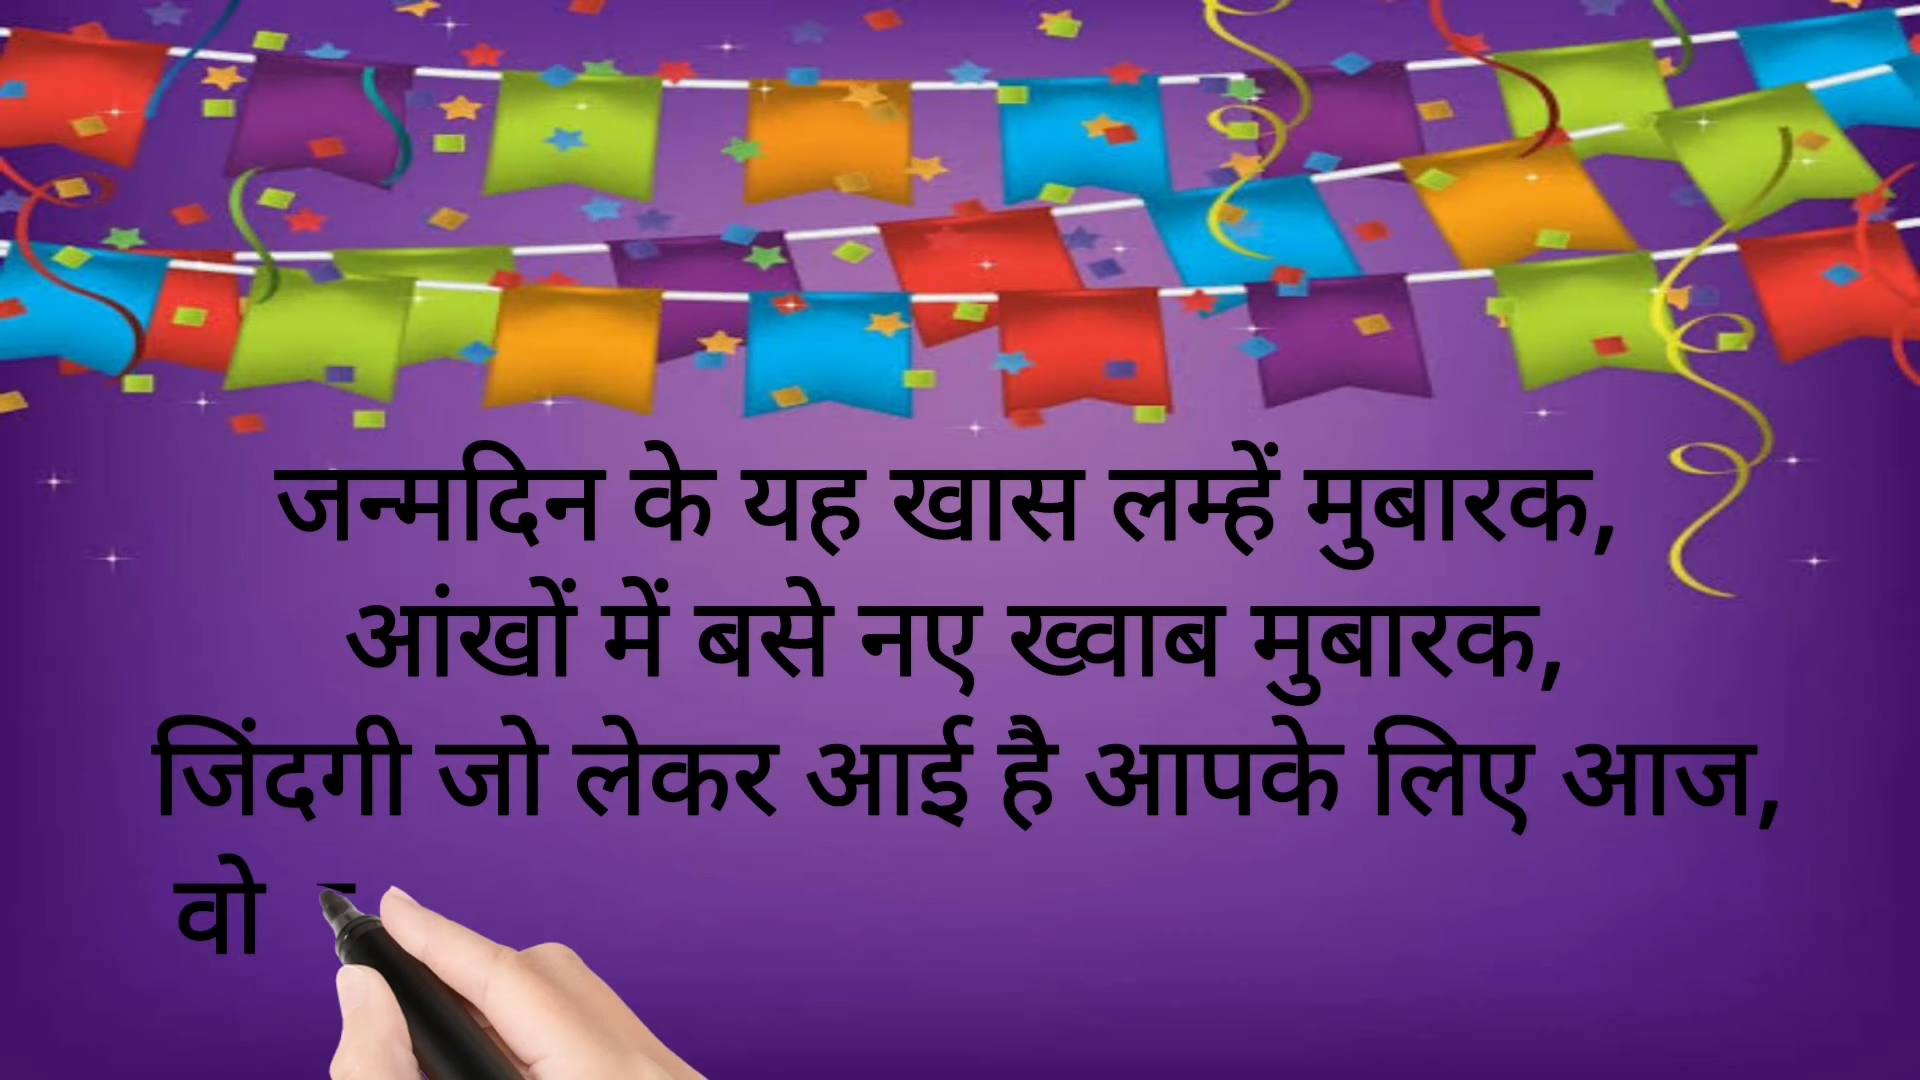 जन्मदिन के यह खास लम्हें मुबारक,
आंखों में बसे नए ख्वाब मुबारक,
जिंदगी जो लेकर आई है आपके लिए आज,
वो